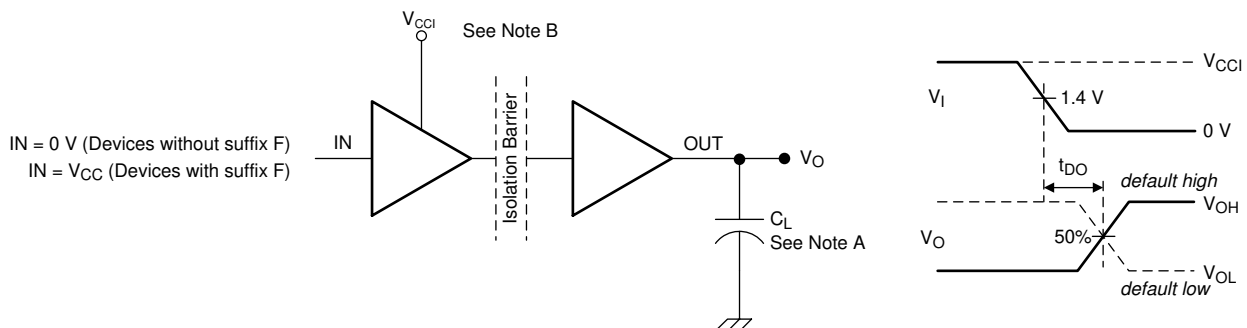 V_CCI
See Note B
IN = 0 V (Devices without suffix F)
IN = V_CC (Devices with suffix F)
IN
Isolation Barrier
OUT
V_O
C_L
See Note A
V_I
V_CCI
1.4 V
0 V
t_DO
default high
V_OH
V_O
50%
V_OL
default low